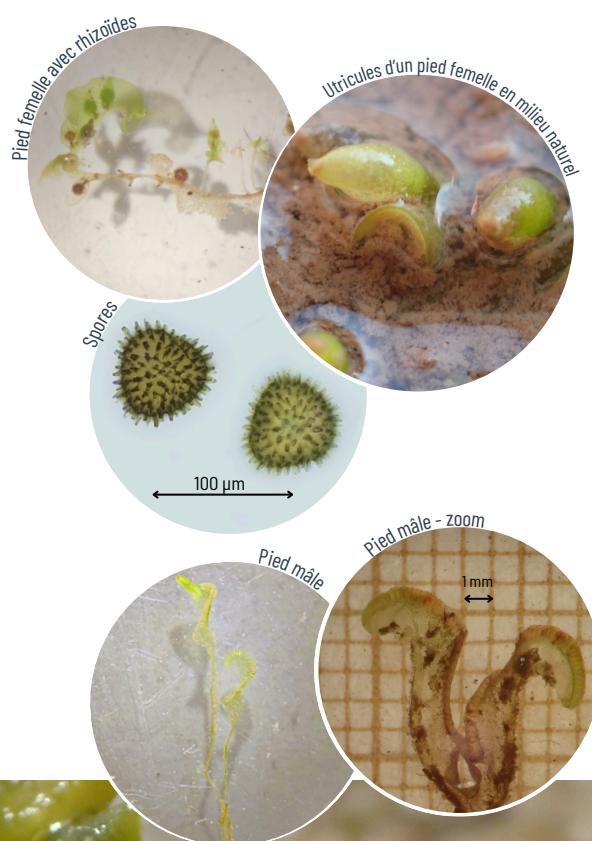 Pied femelle avec rhizoïdes
Utricules d'un pied femelle en milieu naturel
Spores
100 µm
Pied mâle
Pied mâle - zoom
1 mm